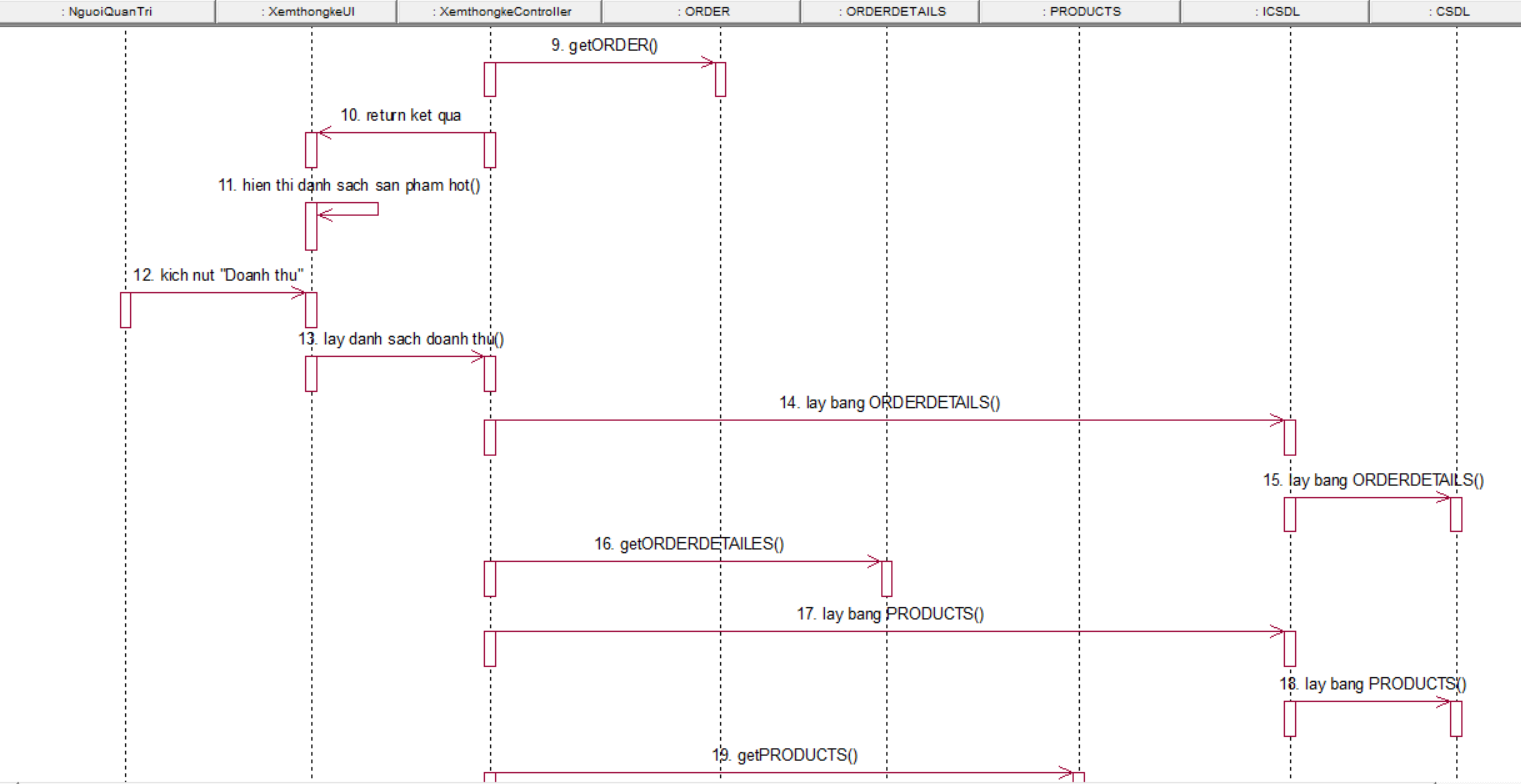 : NguoiQuanTri
: XemthongkeUI
: XemthongkeController
: ORDER
: ORDERDETAILS
: PRODUCTS
: ICSDL
: CSDL
9. getORDER()
10. return ket qua
11. hien thi danh sach san pham hot()
12. kich nut "Doanh thu"
13. lay danh sach doanh thu()
14. lay bang ORDERDETAILS()
15. lay bang ORDERDETAILS()
16. getORDERDETAILES()
17. lay bang PRODUCTS()
18. lay bang PRODUCTS()
19. getPRODUCTS()